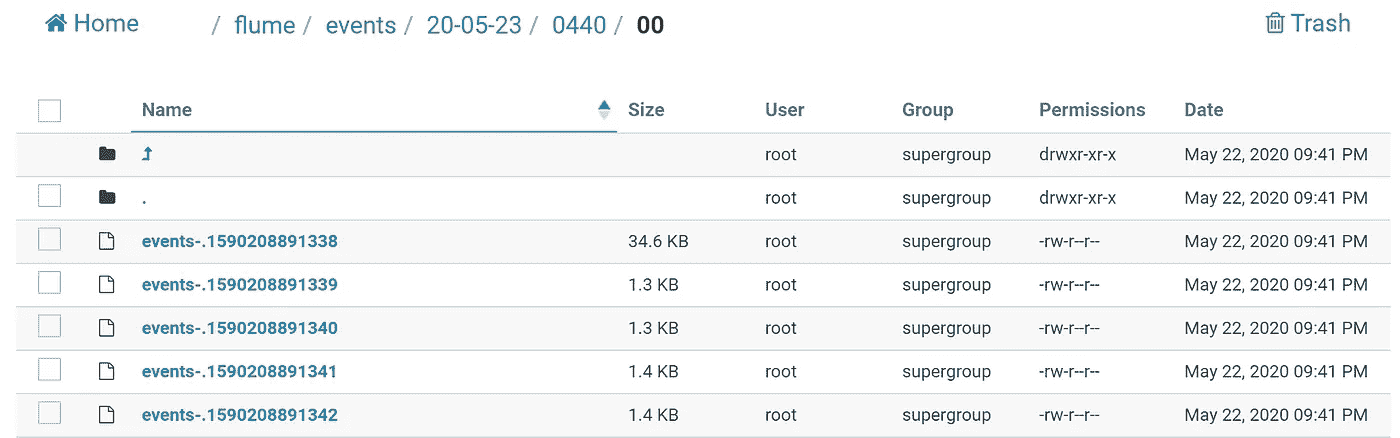 Home / flume / events / 20-05-23 / 0440 / 00 Trash
Name Size User Group Permissions Date
root supergroup drwxr-xr-x May 22, 2020 09:41 PM
. root supergroup drwxr-xr-x May 22, 2020 09:41 PM
events-.1590208891338 34.6 KB root supergroup -rw-r--r-- May 22, 2020 09:41 PM
events-.1590208891339 1.3 KB root supergroup -rw-r--r-- May 22, 2020 09:41 PM
events-.1590208891340 1.3 KB root supergroup -rw-r--r-- May 22, 2020 09:41 PM
events-.1590208891341 1.4 KB root supergroup -rw-r--r-- May 22, 2020 09:41 PM
events-.1590208891342 1.4 KB root supergroup -rw-r--r-- May 22, 2020 09:41 PM